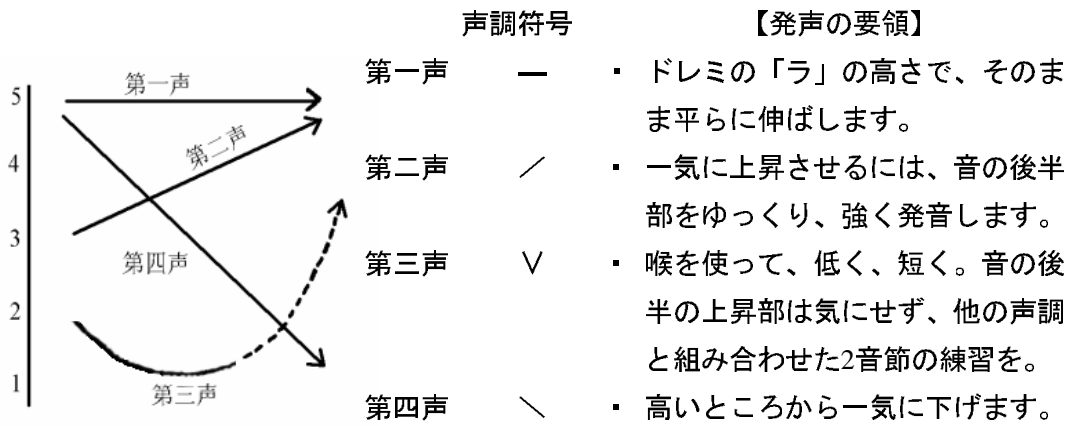 声調符号 【発声の要領】
第一声 ー ・ ドレミの「ラ」の高さで、そのま
ま平らに伸ばします。
第二声 ／ ・ 一気に上昇させるには、音の後半
部をゆっくり、強く発音します。
第三声 ∨ ・ 喉を使って、低く、短く。音の後
半の上昇部は気にせず、他の声調
と組み合わせた2音節の練習を。
第四声 ＼ ・ 高いところから一気に下げます。
5
4
3
2
1
第一声
第二声
第四声
第三声